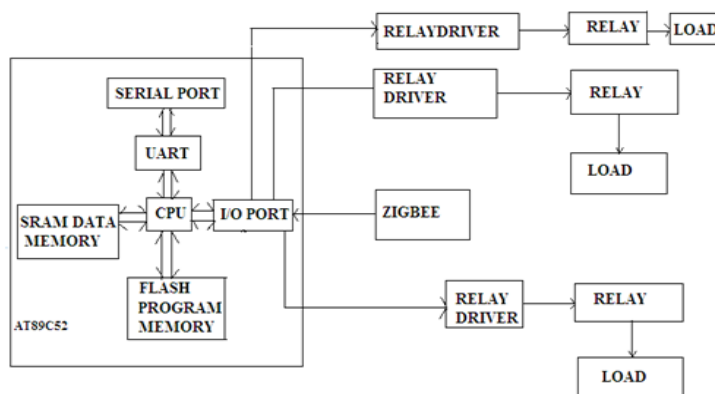 RELAYDRIVER
RELAY
LOAD
SERIAL PORT
RELAY
DRIVER
RELAY
UART
LOAD
SRAM DATA
MEMORY
CPU
I/O PORT
ZIGBEE
FLASH
PROGRAM
MEMORY
RELAY
DRIVER
RELAY
AT89C52
LOAD